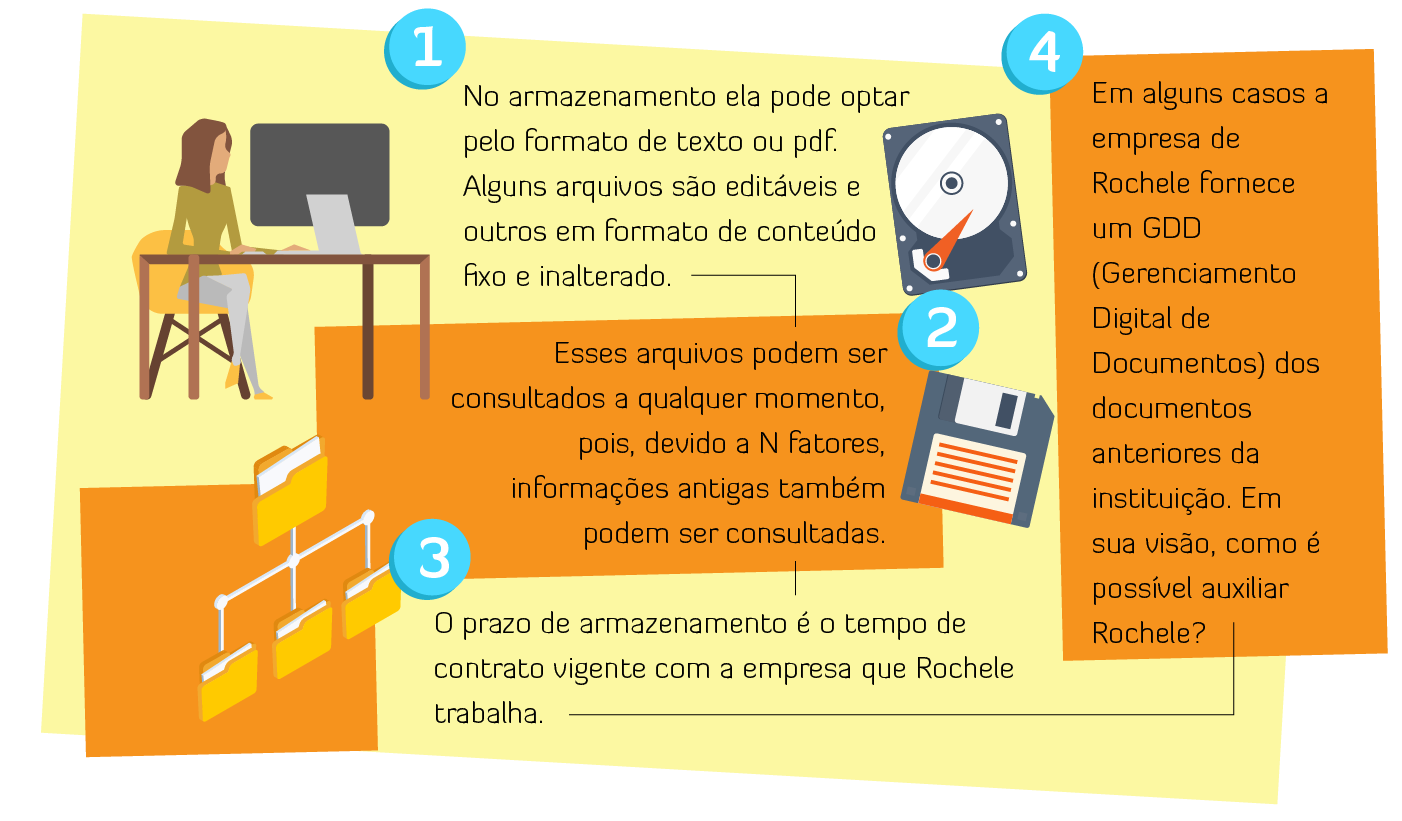 1
No armazenamento ela pode optar
pelo formato de texto ou pdf.
Alguns arquivos são editáveis e
outros em formato de conteúdo
fixo e inalterado.
2
Esses arquivos podem ser
consultados a qualquer momento,
pois, devido a N fatores,
informações antigas também
podem ser consultadas.
3
O prazo de armazenamento é o tempo de
contrato vigente com a empresa que Rochele
trabalha.
4
Em alguns casos a
empresa de
Rochele fornece
um GDD
(Gerenciamento
Digital de
Documentos) dos
documentos
anteriores da
instituição. Em
sua visão, como é
possível auxiliar
Rochele?